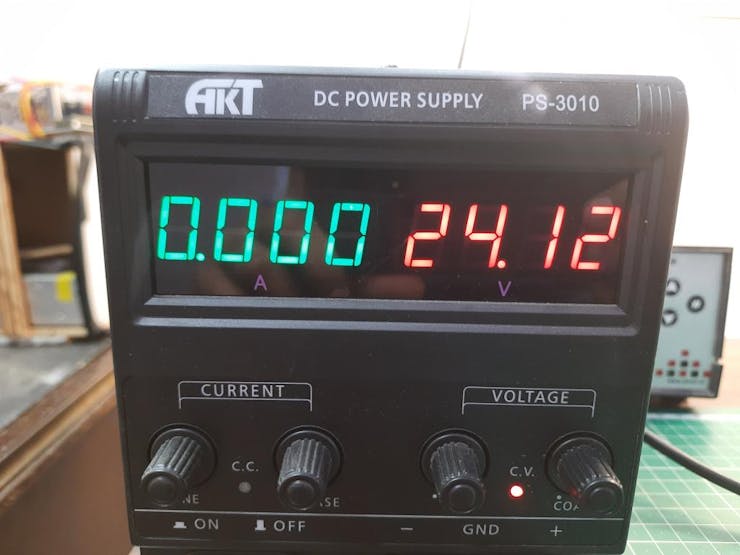 AKT DC POWER SUPPLY PS-3010
0.000 24.12
A V
CURRENT VOLTAGE
C.C. C.V.
ON OFF - GND +